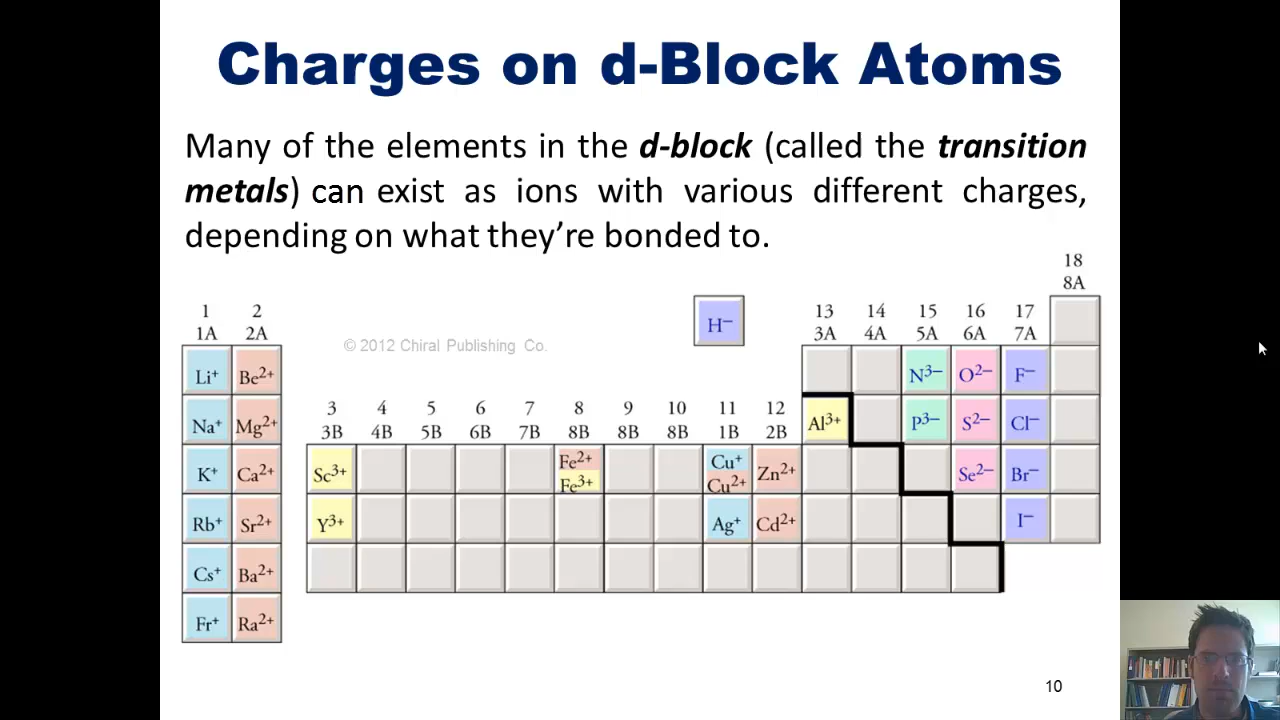 Charges on d-Block Atoms
Many of the elements in the d-block (called the transition
metals) can exist as ions with various different charges,
depending on what they're bonded to.
18
8A
1 2 H⁻ 13 14 15 16 17
1A 2A © 2012 Chiral Publishing Co. 3A 4A 5A 6A 7A
Li⁺ Be²⁺ N³⁻ O²⁻ F⁻
3 4 5 6 7 8 9 10 11 12
3B 4B 5B 6B 7B 8B 8B 8B 1B 2B
Na⁺ Mg²⁺ Al³⁺ P³⁻ S²⁻ Cl⁻
K⁺ Ca²⁺ Sc³⁺ Fe²⁺ Fe³⁺ Cu⁺ Cu²⁺ Zn²⁺ Se²⁻ Br⁻
Rb⁺ Sr²⁺ Y³⁺ Ag⁺ Cd²⁺ I⁻
Cs⁺ Ba²⁺
Fr⁺ Ra²⁺
10